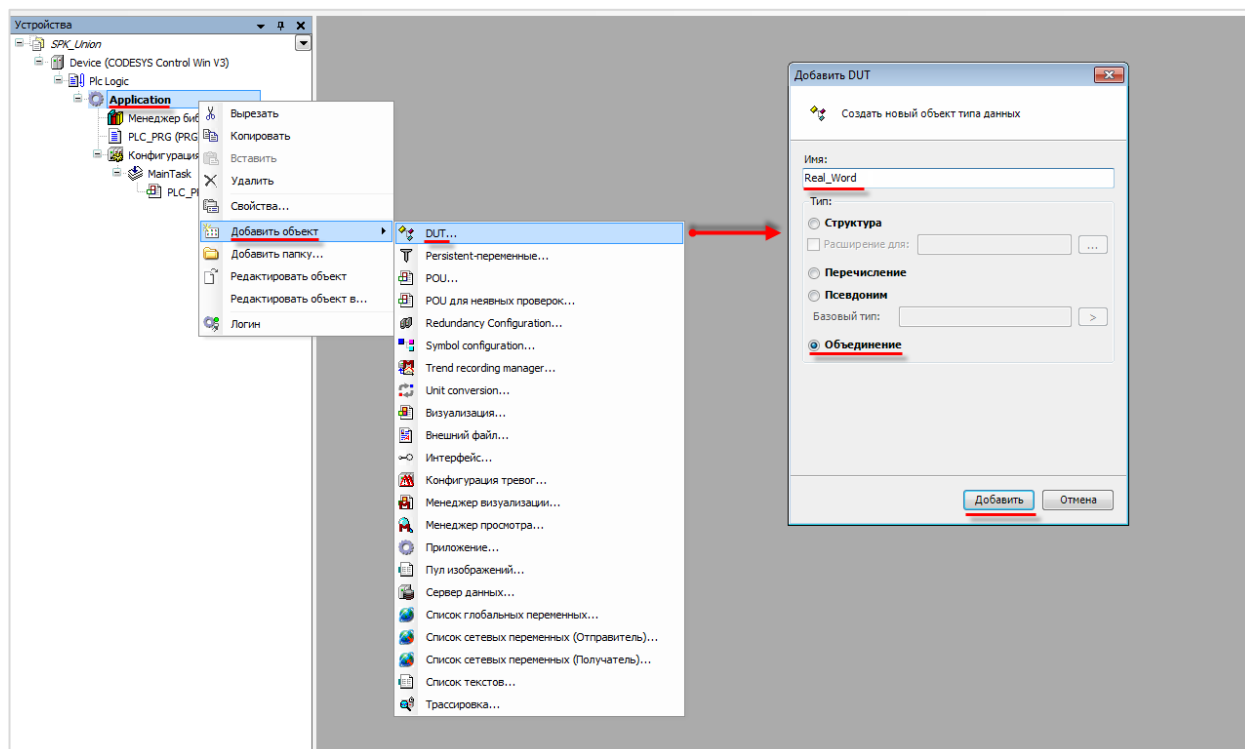 Устройства
SPK_Union
Device (CODESYS Control Win V3)
Plc Logic
Application
Менеджер биб
PLC_PRG (PRG
Конфигурация
MainTask
PLC_P
Вырезать
Копировать
Вставить
Удалить
Свойства...
Добавить объект
Добавить папку...
Редактировать объект
Редактировать объект в...
Логин
DUT...
Persistent-переменные...
POU...
POU для неявных проверок...
Redundancy Configuration...
Symbol configuration...
Trend recording manager...
Unit conversion...
Визуализация...
Внешний файл...
Интерфейс...
Конфигурация тревог...
Менеджер визуализации...
Менеджер просмотра...
Приложение...
Пул изображений...
Сервер данных...
Список глобальных переменных...
Список сетевых переменных (Отправитель)...
Список сетевых переменных (Получатель)...
Список текстов...
Трассировка...
Добавить DUT
Создать новый объект типа данных
Имя:
Real_Word
Тип:
Структура
Расширение для:
...
Перечисление
Псевдоним
Базовый тип:
>
Объединение
Добавить
Отмена